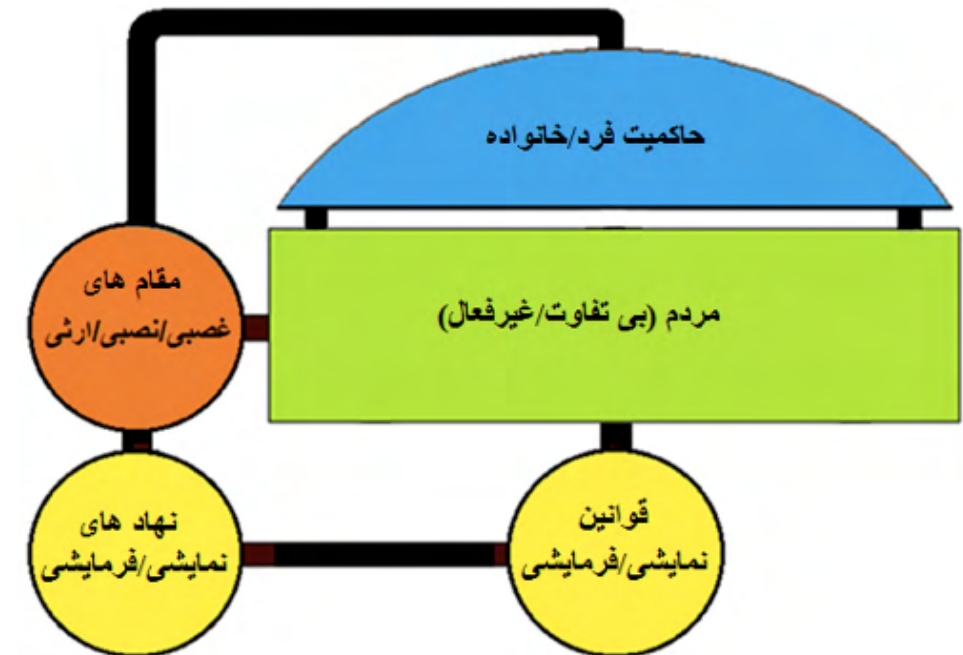 حاکمیت فرد/خانواده
مقام های
غصبی/نصبی/ارثی
مردم (بی تفاوت/غیرفعال)
نهاد های
نمایشی/فرمایشی
قوانین
نمایشی/فرمایشی